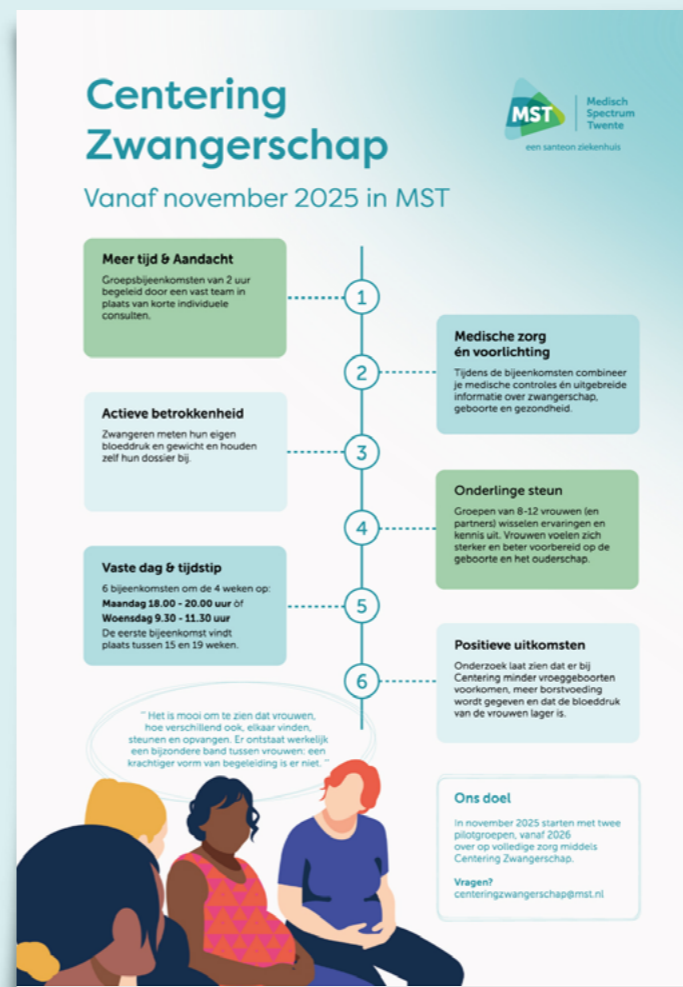 Centering
Zwangerschap
Vanaf november 2025 in MST
MST
Medisch
Spectrum
Twente
een santeon ziekenhuis
Meer tijd & Aandacht
Groepsbijeenkomsten van 2 uur
begeleid door een vast team in
plaats van korte individuele
consulten.
1
2
Medische zorg
én voorlichting
Tijdens de bijeenkomsten combineer
je medische controles én uitgebreide
informatie over zwangerschap,
geboorte en gezondheid.
Actieve betrokkenheid
Zwangeren meten hun eigen
bloeddruk en gewicht en houden
zelf hun dossier bij.
3
4
Onderlinge steun
Groepen van 8-12 vrouwen (en
partners) wisselen ervaringen en
kennis uit. Vrouwen voelen zich
sterker en beter voorbereid op de
geboorte en het ouderschap.
Vaste dag & tijdstip
6 bijeenkomsten om de 4 weken op:
Maandag 18.00 - 20.00 uur óf
Woensdag 9.30 - 11.30 uur
De eerste bijeenkomst vindt
plaats tussen 15 en 19 weken.
5
6
Positieve uitkomsten
Onderzoek laat zien dat er bij
Centering minder vroeggeboorten
voorkomen, meer borstvoeding
wordt gegeven en dat de bloeddruk
van de vrouwen lager is.
" Het is mooi om te zien dat vrouwen,
hoe verschillend ook, elkaar vinden,
steunen en opvangen. Er ontstaat werkelijk
een bijzondere band tussen vrouwen: een
krachtiger vorm van begeleiding is er niet. "
Ons doel
In november 2025 starten met twee
pilotgroepen, vanaf 2026
over op volledige zorg middels
Centering Zwangerschap.
Vragen?
centeringzwangerschap@mst.nl